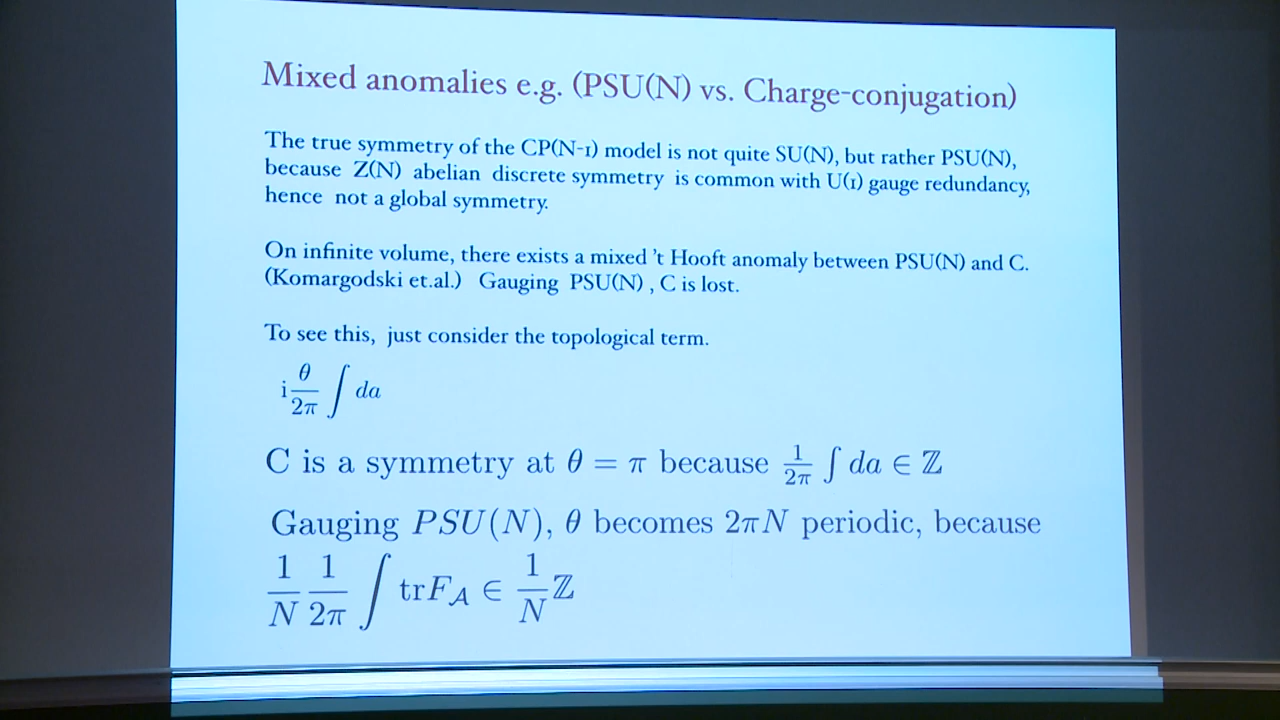 Mixed anomalies e.g. (PSU(N) vs. Charge-conjugation)
The true symmetry of the CP(N-1) model is not quite SU(N), but rather PSU(N),
because Z(N) abelian discrete symmetry is common with U(1) gauge redundancy,
hence not a global symmetry.
On infinite volume, there exists a mixed 't Hooft anomaly between PSU(N) and C.
(Komargodski et.al.) Gauging PSU(N) , C is lost.
To see this, just consider the topological term.
i θ/2π ∫ da
C is a symmetry at θ = π because 1/2π ∫ da ∈ ℤ
Gauging PSU(N), θ becomes 2πN periodic, because
1/N 1/2π ∫ trF_A ∈ 1/N ℤ